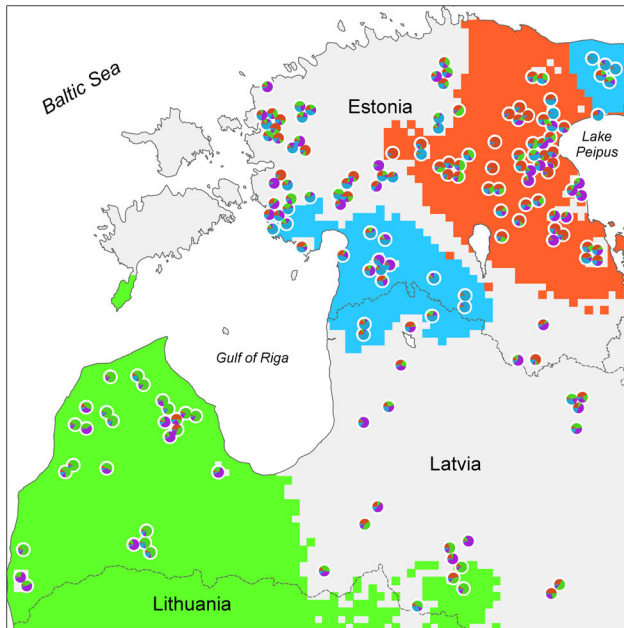 Baltic Sea
Estonia
Lake
Peipus
Gulf of Riga
Latvia
Lithuania